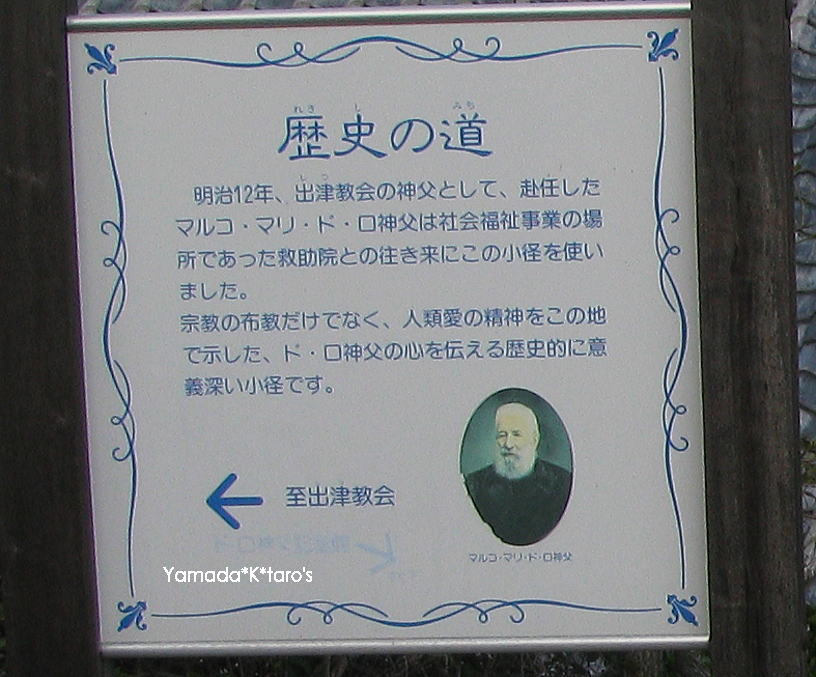 歴史の道
明治12年、出津教会の神父として、赴任した
マルコ・マリ・ド・ロ神父は社会福祉事業の場
所であった救助院との往き来にこの小径を使い
ました。
宗教の布教だけでなく、人類愛の精神をこの地
で示した、ド・ロ神父の心を伝える歴史的に意
義深い小径です。
至出津教会
マルコ・マリ・ド・ロ神父
Yamada*K*taro's